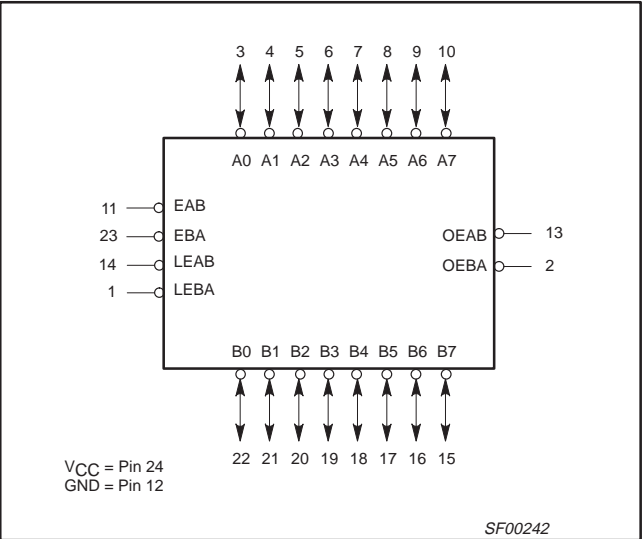 3 4 5 6 7 8 9 10
A0 A1 A2 A3 A4 A5 A6 A7
11 EAB
23 EBA
14 LEAB
1 LEBA
OEAB 13
OEBA 2
B0 B1 B2 B3 B4 B5 B6 B7
22 21 20 19 18 17 16 15
VCC = Pin 24
GND = Pin 12
SF00242